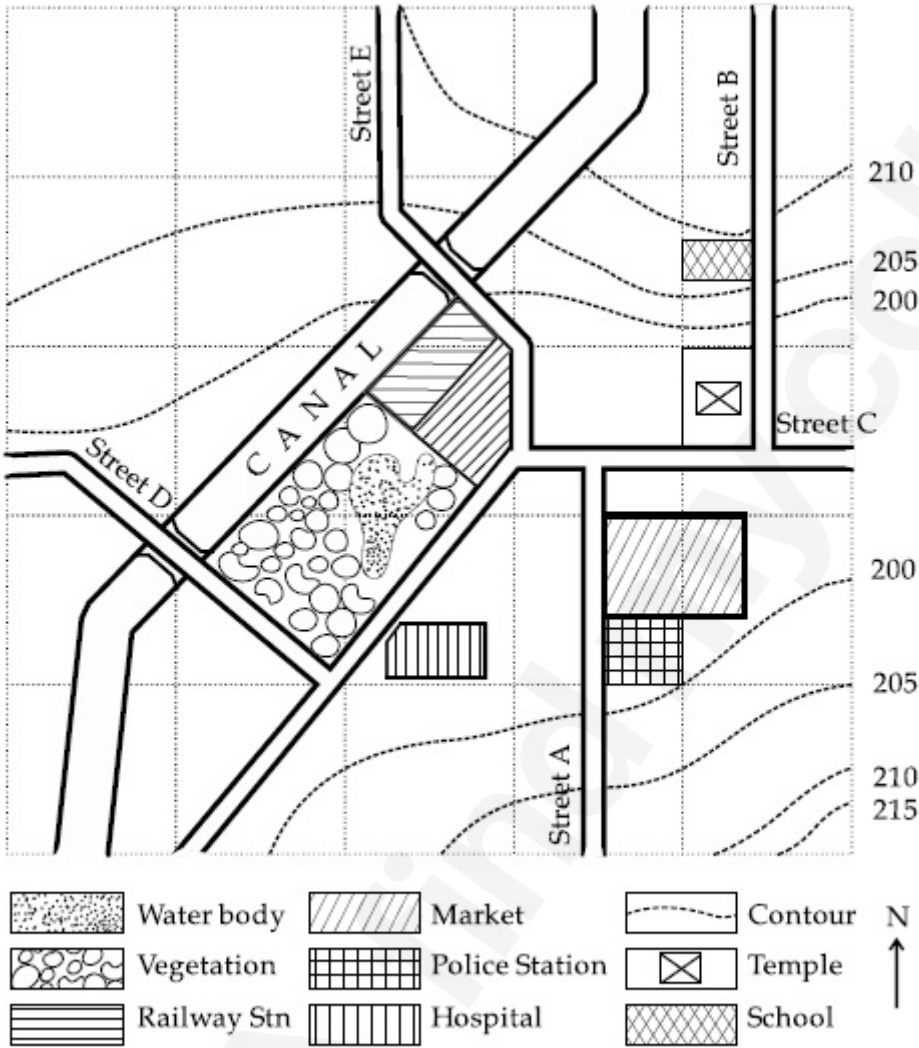 Street E
Street B
210
205
200
CANAL
Street C
Street D
200
205
210
215
Street A
Water body
Market
Contour
N
Vegetation
Police Station
Temple
Railway Stn
Hospital
School